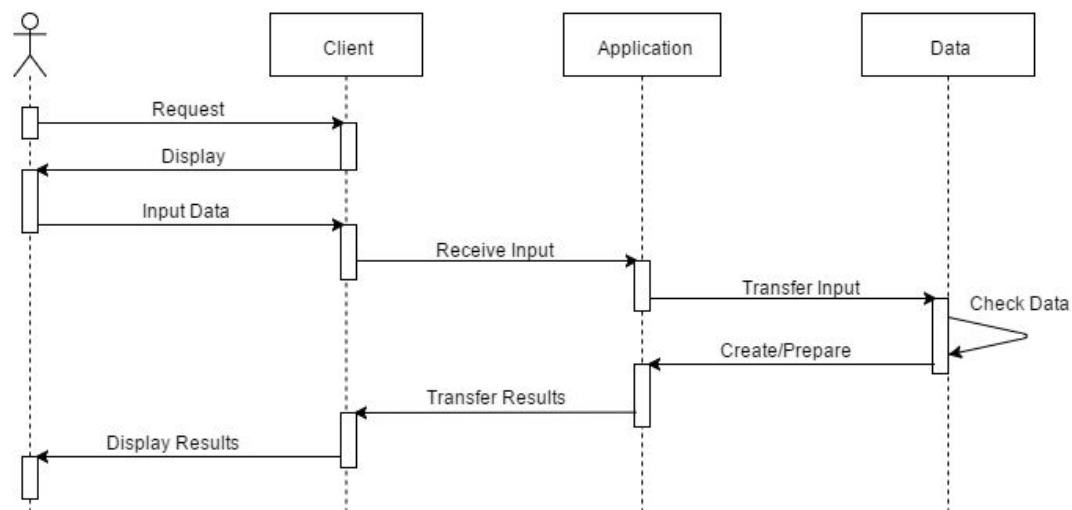 Client
Application
Data
Request
Display
Input Data
Receive Input
Transfer Input
Check Data
Create/Prepare
Transfer Results
Display Results